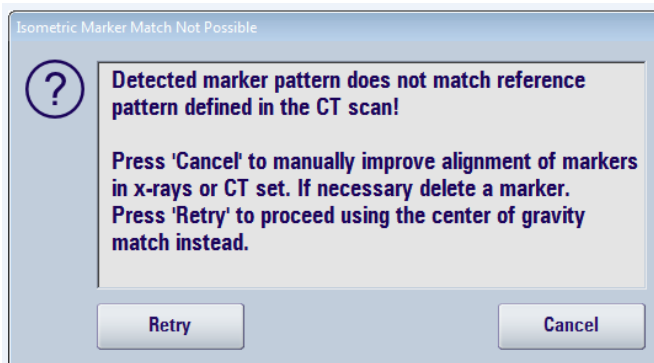 Isometric Marker Match Not Possible
?
Detected marker pattern does not match reference
pattern defined in the CT scan!
Press 'Cancel' to manually improve alignment of markers
in x-rays or CT set. If necessary delete a marker.
Press 'Retry' to proceed using the center of gravity
match instead.
Retry
Cancel